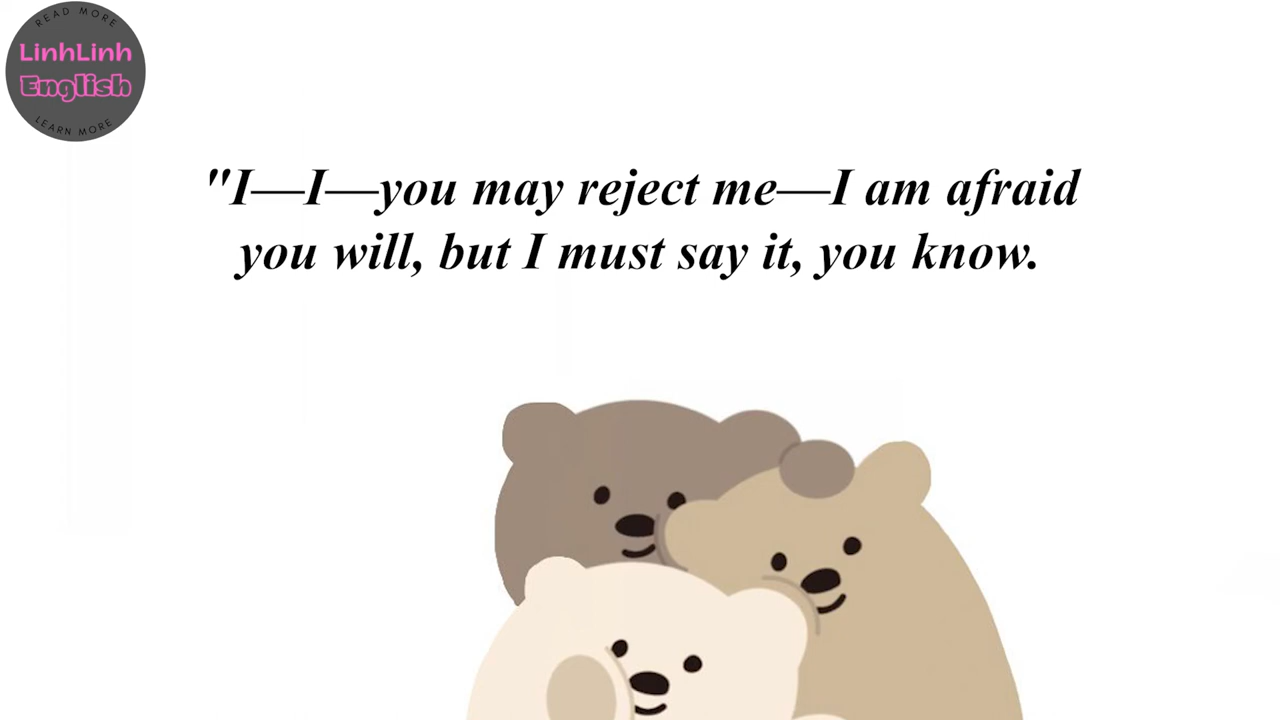 READ MORE
LinhLinh
English
LEARN MORE
"I—I—you may reject me—I am afraid
you will, but I must say it, you know.